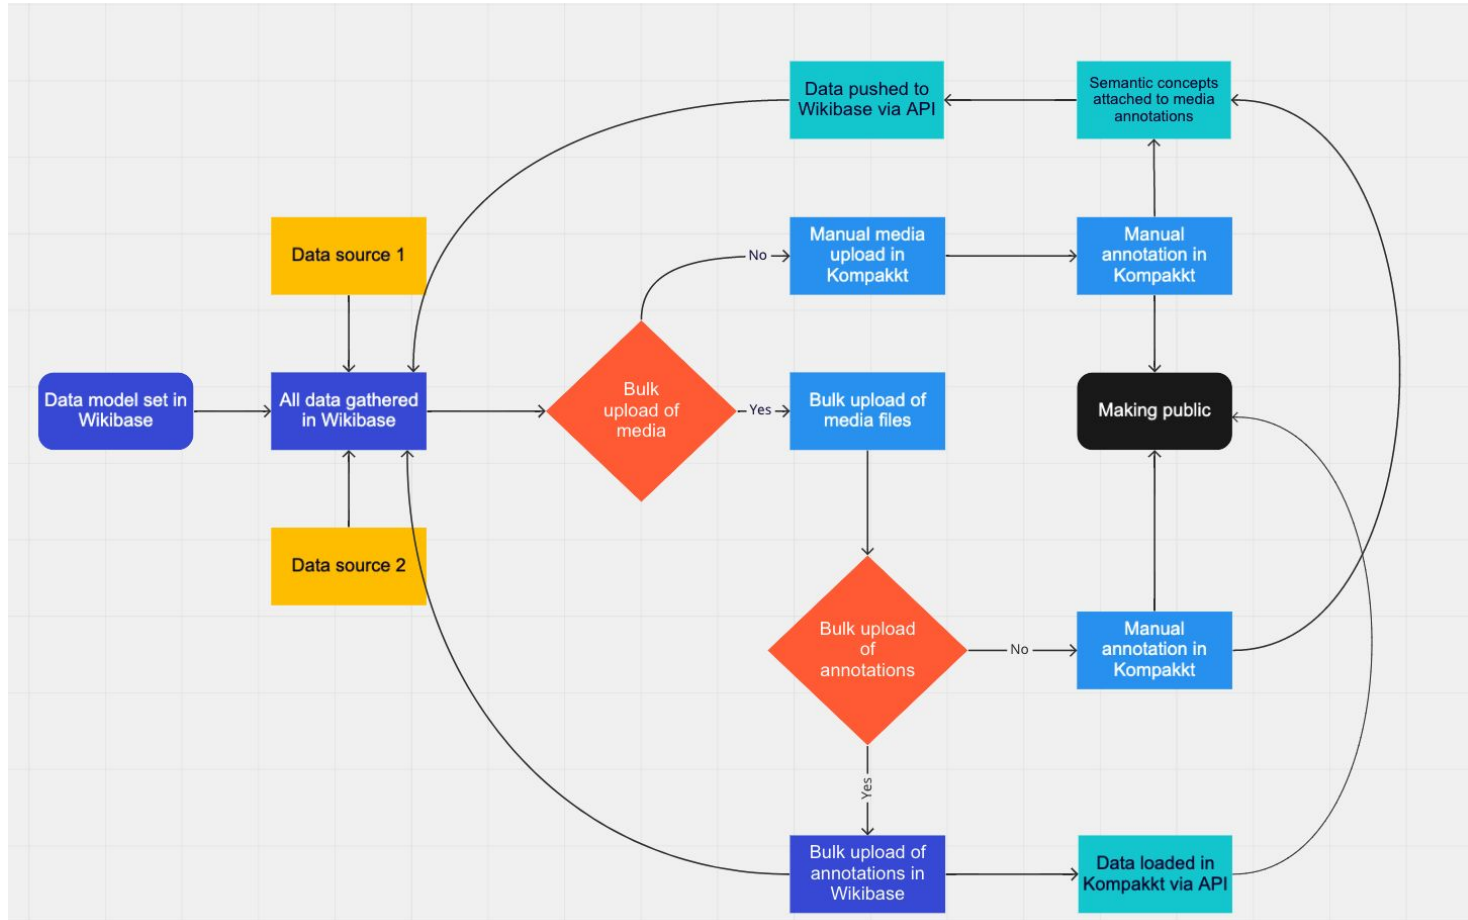 Data pushed to
Wikibase via API
Semantic concepts
attached to media
annotations
Data source 1
No
Manual media
upload in
Kompakkt
Manual
annotation in
Kompakkt
Data model set in
Wikibase
All data gathered
in Wikibase
Bulk
upload of
media
Yes
Bulk upload of
media files
Making public
Data source 2
Bulk upload
of
annotations
No
Manual
annotation in
Kompakkt
Yes
Bulk upload of
annotations in
Wikibase
Data loaded in
Kompakkt via API